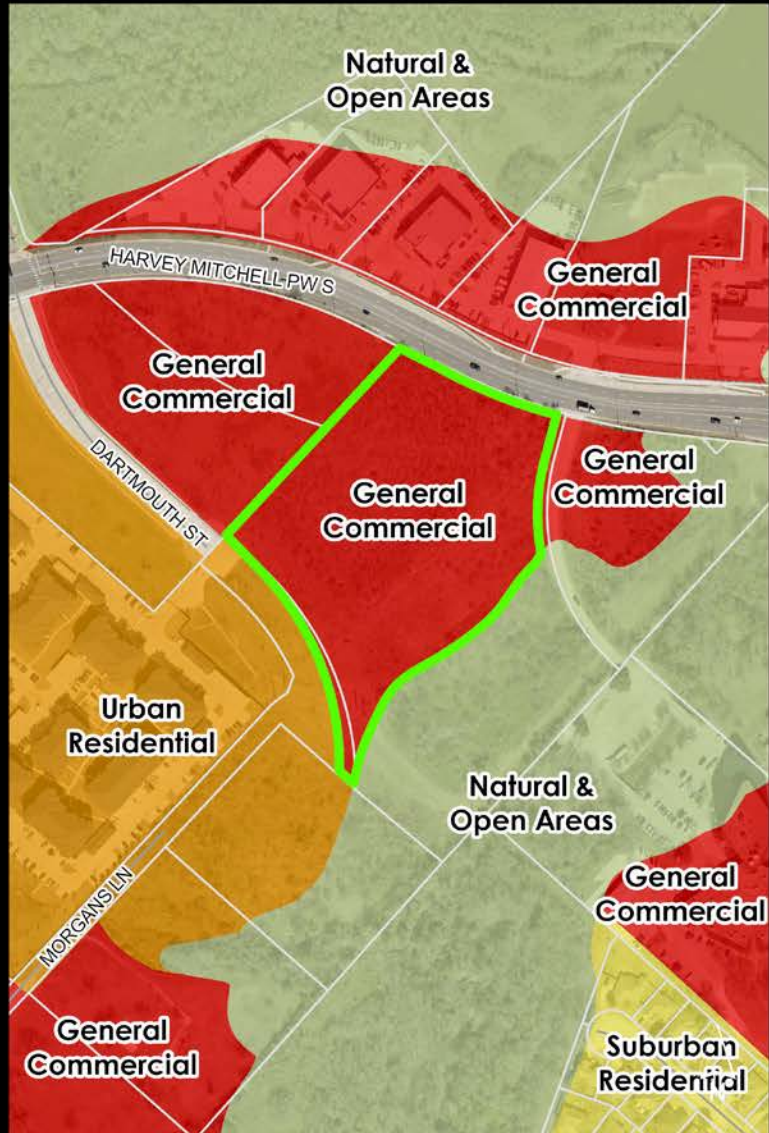 Natural &
Open Areas
HARVEY MITCHELL PW S
General
Commercial
General
Commercial
General
Commercial
General
Commercial
DARTMOUTH ST
Urban
Residential
Natural &
Open Areas
General
Commercial
MORGANS LN
General
Commercial
Suburban
Residential